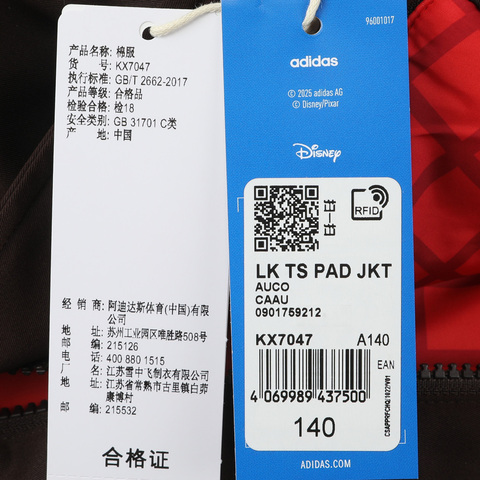 产品名称: 棉服
货 号: KX7047
执行标准: GB/T 2662-2017
产品等级: 合格品
检验合格: 检18
安全类别: GB 31701 C类
产 地: 中国
经 销 商: 阿迪达斯体育(中国)有限公司
地 址: 苏州工业园区唯胜路508号
邮 编: 215126
电 话: 400 880 1515
厂 名: 江苏雪中飞制衣有限公司
地 址: 江苏省常熟市古里镇白茆康博村
邮 编: 215532
合格证
96001017
adidas
© 2025 adidas AG
© Disney/Pixar
Disney
RFID
LK TS PAD JKT
AUCO
CAAU
0901759212
KX7047 A140
EAN
4 069989 437500
140
ADIDAS.COM